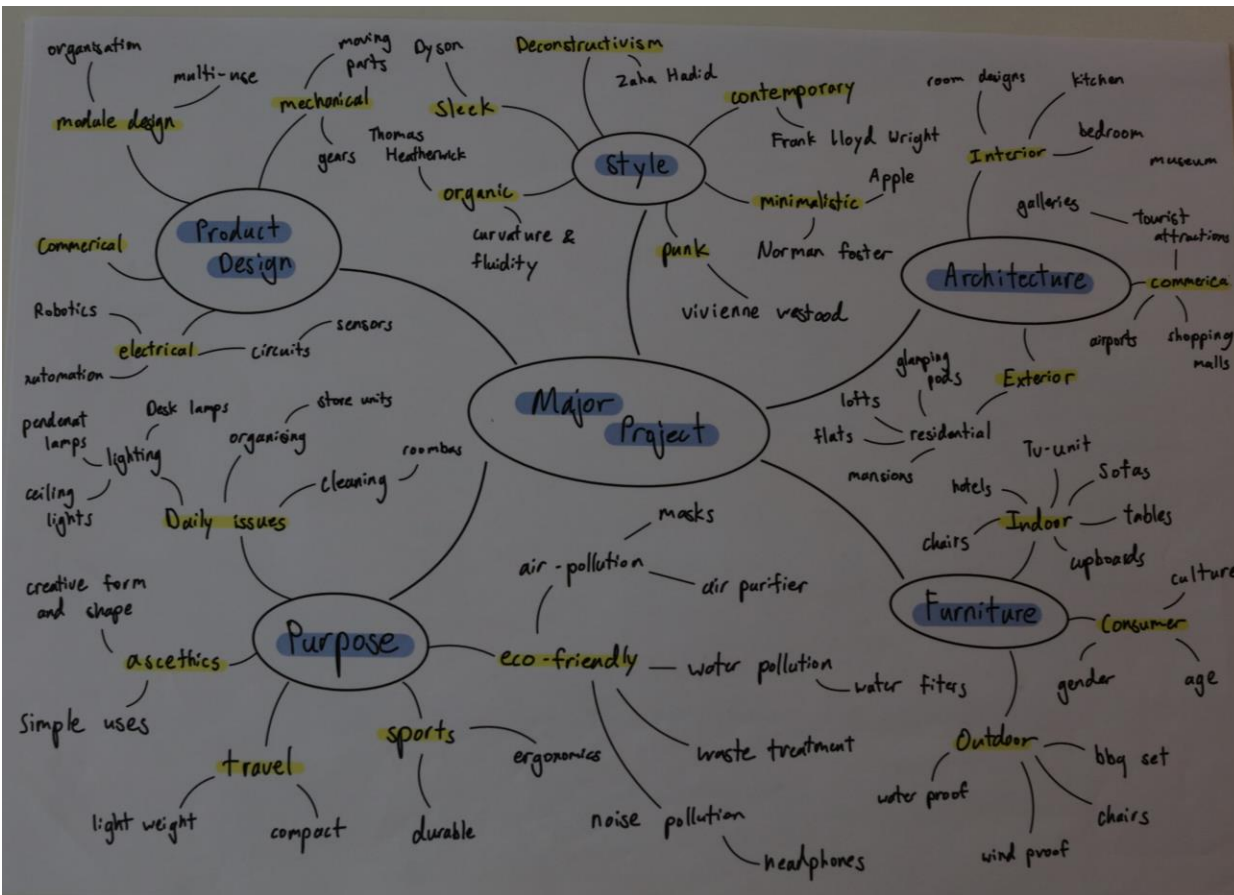 organisation
multi-use
module design
moving
parts
mechanical
gears
Product
Design
Commerical
Robotics
electrical
automation
circuits
sensors
Dyson
Sleek
Deconstructivism
Zaha Hadid
contemporary
Frank lloyd Wright
Thomas
Heatherwick
organic
curvature &
fluidity
Style
minimalistic
Apple
Norman foster
punk
vivienne westood
room designs
kitchen
Interior
bedroom
museum
galleries
tourist
attractions
Architecture
commerica
airports
shopping
malls
Exterior
glamping
pods
lofts
flats
residential
mansions
Major
Project
pendenat
lamps
Desk lamps
lighting
ceiling
lights
organising
store units
cleaning
roombas
Daily issues
creative form
and shape
ascethics
Simple uses
Purpose
travel
light weight
compact
sports
ergonomics
durable
eco-friendly
air-pollution
masks
air purifier
water pollution
water fiters
waste treatment
noise pollution
headphones
Tv-unit
hotels
Sofas
Indoor
tables
chairs
cupboards
Furniture
Consumer
culture
gender
age
Outdoor
bbq set
water proof
chairs
wind proof